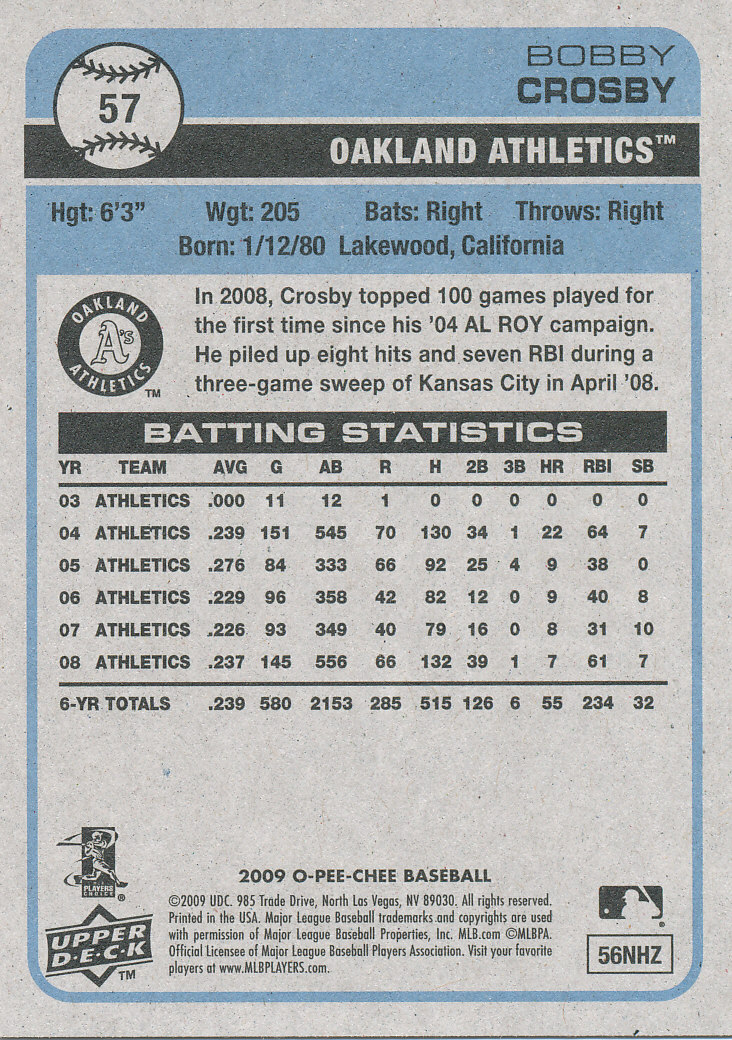 57
BOBBY
CROSBY
OAKLAND ATHLETICS™
Hgt: 6'3" Wgt: 205 Bats: Right Throws: Right
Born: 1/12/80 Lakewood, California
OAKLAND
A's
ATHLETICS
TM
In 2008, Crosby topped 100 games played for
the first time since his '04 AL ROY campaign.
He piled up eight hits and seven RBI during a
three-game sweep of Kansas City in April '08.
BATTING STATISTICS
YR TEAM AVG G AB R H 2B 3B HR RBI SB
03 ATHLETICS .000 11 12 1 0 0 0 0 0 0
04 ATHLETICS .239 151 545 70 130 34 1 22 64 7
05 ATHLETICS .276 84 333 66 92 25 4 9 38 0
06 ATHLETICS .229 96 358 42 82 12 0 9 40 8
07 ATHLETICS .226 93 349 40 79 16 0 8 31 10
08 ATHLETICS .237 145 556 66 132 39 1 7 61 7
6-YR TOTALS .239 580 2153 285 515 126 6 55 234 32
PLAYERS
CHOICE
®
UPPER
D·E·C·K
TM
2009 O-PEE-CHEE BASEBALL
©2009 UDC. 985 Trade Drive, North Las Vegas, NV 89030. All rights reserved.
Printed in the USA. Major League Baseball trademarks and copyrights are used
with permission of Major League Baseball Properties, Inc. MLB.com ©MLBPA.
Official Licensee of Major League Baseball Players Association. Visit your favorite
players at www.MLBPLAYERS.com.
®
56NHZ